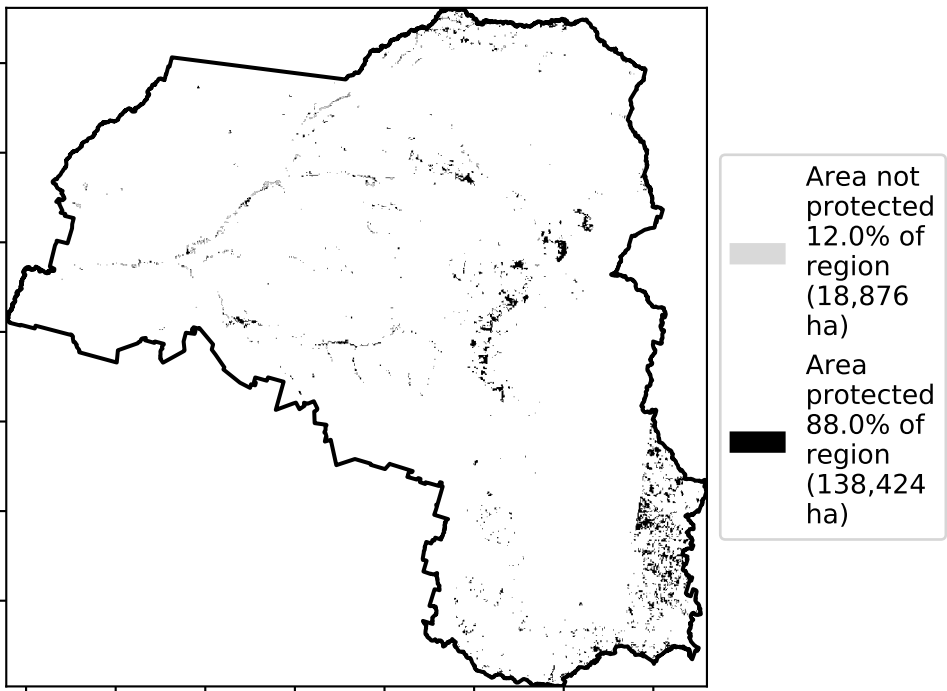 Area not
protected
12.0% of
region
(18,876
ha)
Area
protected
88.0% of
region
(138,424
ha)